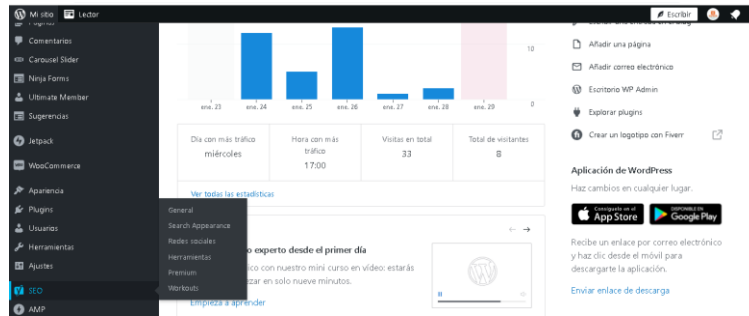 Mi sitio
Lector
Escribir
Páginas
Comentarios
Carousel Slider
Ninja Forms
Ultimate Member
Sugerencias
Jetpack
WooCommerce
Apariencia
Plugins
Usuarios
Herramientas
Ajustes
SEO
AMP
General
Search Appearance
Redes sociales
Herramientas
Premium
Workouts
10
0
ene. 23
ene. 24
ene. 25
ene. 26
ene. 27
ene. 28
ene. 29
Día con más tráfico
miércoles
Hora con más tráfico
17:00
Visitas en total
33
Total de visitantes
8
Ver todas las estadísticas
o experto desde el primer día
ico con nuestro mini curso en vídeo: estarás
zar en solo nueve minutos.
Empieza a aprender
Añadir una página
Añadir correo electrónico
Escritorio WP Admin
Explorar plugins
Crear un logotipo con Fiverr
Aplicación de WordPress
Haz cambios en cualquier lugar.
Consíguelo en el
App Store
DISPONIBLE EN
Google Play
Recibe un enlace por correo electrónico
y haz clic desde el móvil para
descargarte la aplicación.
Enviar enlace de descarga